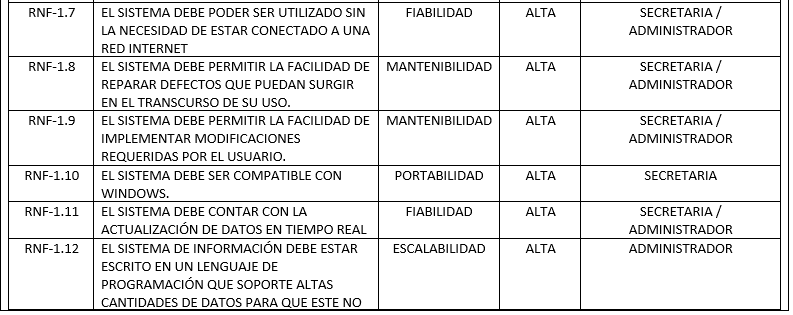 RNF-1.7 EL SISTEMA DEBE PODER SER UTILIZADO SIN FIABILIDAD ALTA SECRETARIA /
LA NECESIDAD DE ESTAR CONECTADO A UNA ADMINISTRADOR
RED INTERNET
RNF-1.8 EL SISTEMA DEBE PERMITIR LA FACILIDAD DE MANTENIBILIDAD ALTA SECRETARIA /
REPARAR DEFECTOS QUE PUEDAN SURGIR ADMINISTRADOR
EN EL TRANSCURSO DE SU USO.
RNF-1.9 EL SISTEMA DEBE PERMITIR LA FACILIDAD DE MANTENIBILIDAD ALTA SECRETARIA /
IMPLEMENTAR MODIFICACIONES ADMINISTRADOR
REQUERIDAS POR EL USUARIO.
RNF-1.10 EL SISTEMA DEBE SER COMPATIBLE CON PORTABILIDAD ALTA SECRETARIA
WINDOWS.
RNF-1.11 EL SISTEMA DEBE CONTAR CON LA FIABILIDAD ALTA SECRETARIA /
ACTUALIZACIÓN DE DATOS EN TIEMPO REAL ADMINISTRADOR
RNF-1.12 EL SISTEMA DE INFORMACIÓN DEBE ESTAR ESCALABILIDAD ALTA ADMINISTRADOR
ESCRITO EN UN LENGUAJE DE
PROGRAMACIÓN QUE SOPORTE ALTAS
CANTIDADES DE DATOS PARA QUE ESTE NO